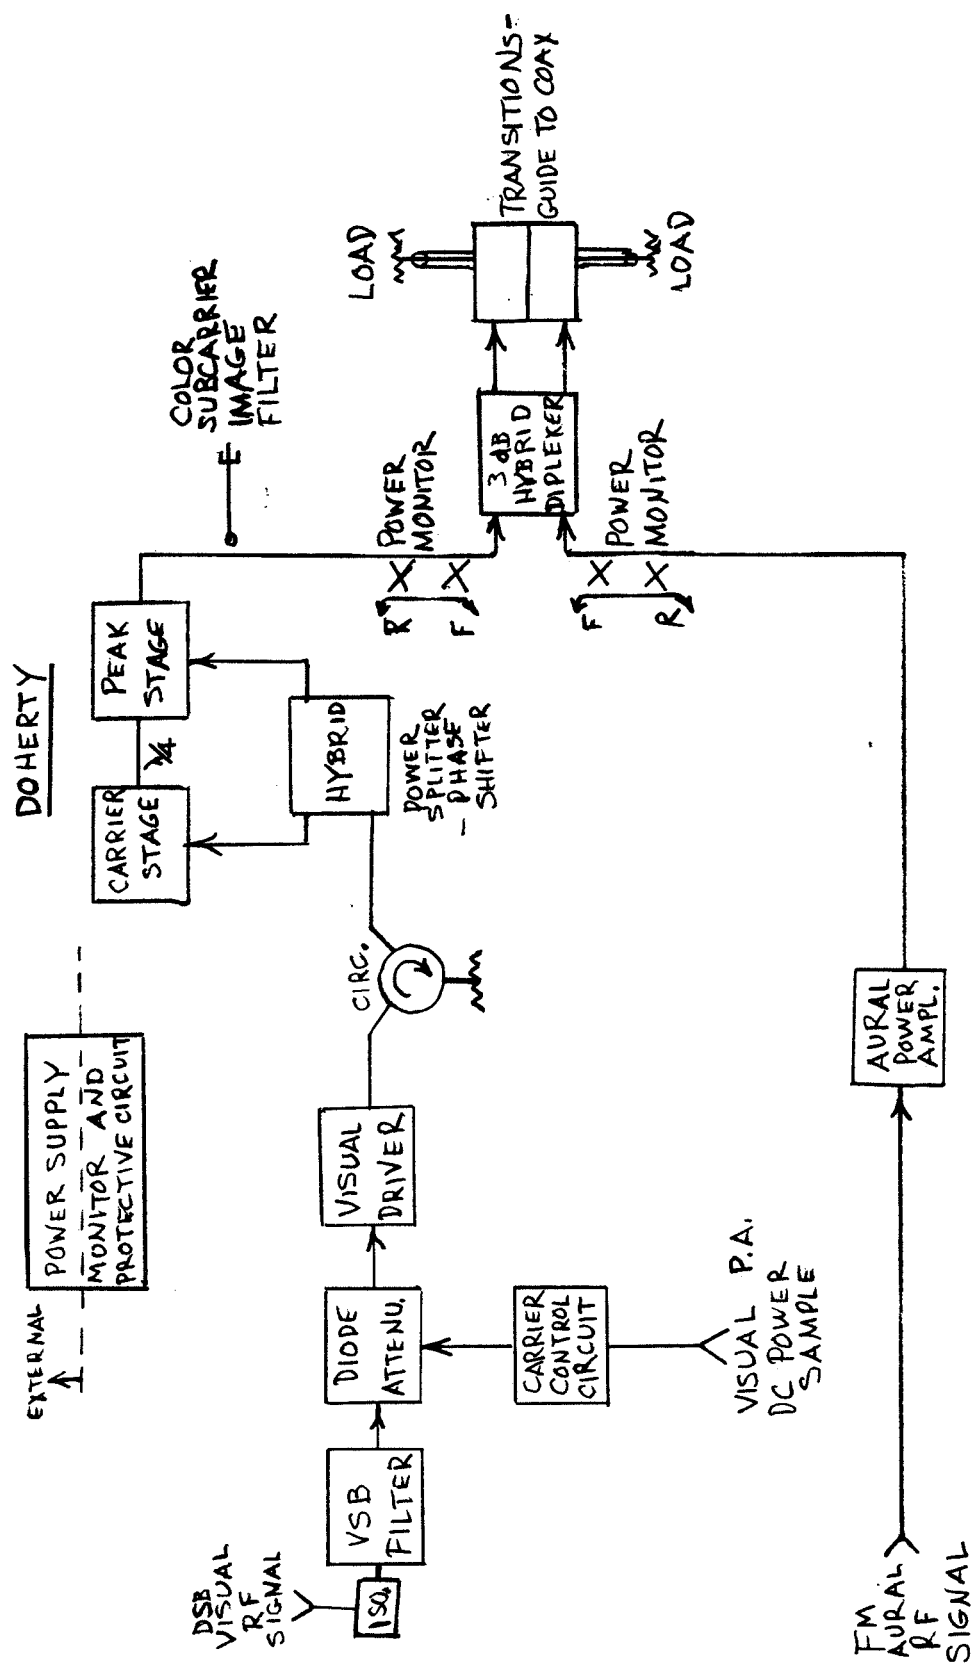 EXTERNAL
POWER SUPPLY
MONITOR AND
PROTECTIVE CIRCUIT
DOHERTY
CARRIER
STAGE
λ/4
PEAK
STAGE
COLOR
SUBCARRIER
IMAGE
FILTER
DSB
VISUAL
RF
SIGNAL
ISO.
VSB
FILTER
DIODE
ATTENU.
VISUAL
DRIVER
CIRC.
HYBRID
POWER
SPLITTER
- PHASE
SHIFTER
R
F
POWER
MONITOR
3 dB
HYBRID
DIPLEXER
LOAD
TRANSITIONS-
GUIDE TO COAX
LOAD
CARRIER
CONTROL
CIRCUIT
VISUAL P.A.
DC POWER
SAMPLE
F
R
POWER
MONITOR
FM
AURAL
RF
SIGNAL
AURAL
POWER
AMPL.